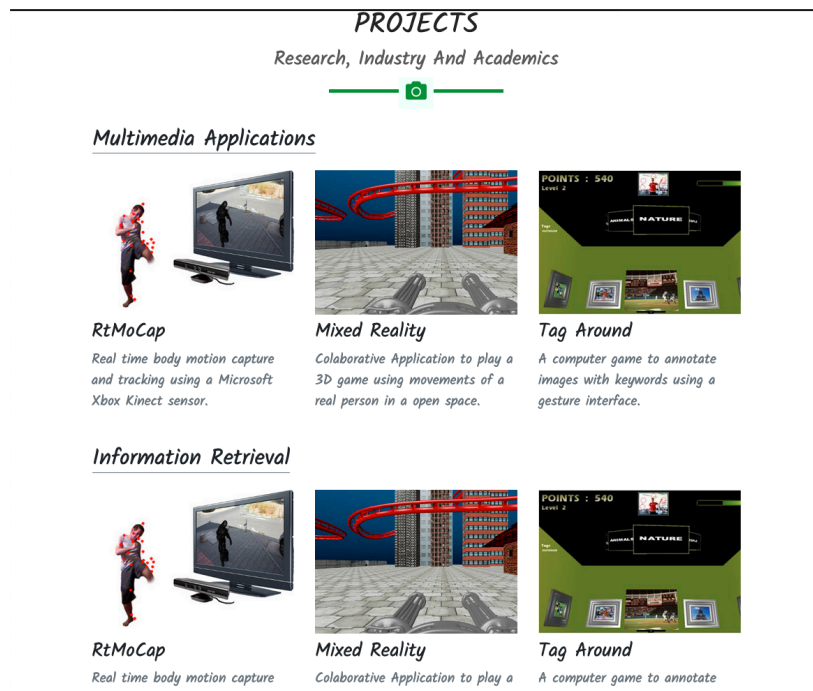 PROJECTS
Research, Industry And Academics
Multimedia Applications
POINTS : 540
Level 2
ANIMALS
NATURE
Tags
RtMoCap
Real time body motion capture
and tracking using a Microsoft
Xbox Kinect sensor.
Mixed Reality
Colaborative Application to play a
3D game using movements of a
real person in a open space.
Tag Around
A computer game to annotate
images with keywords using a
gesture interface.
Information Retrieval
POINTS : 540
Level 2
ANIMALS
NATURE
Tags
RtMoCap
Real time body motion capture
Mixed Reality
Colaborative Application to play a
Tag Around
A computer game to annotate